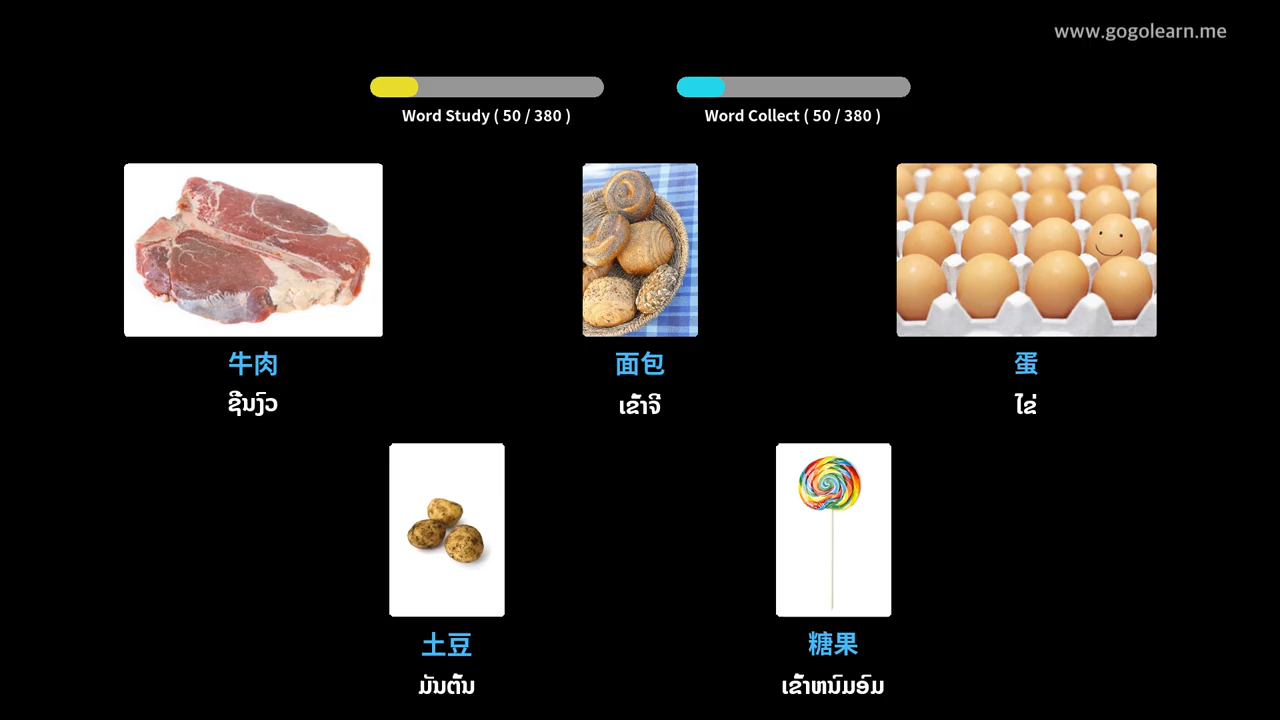 www.gogolearn.me
Word Study ( 50 / 380 )
Word Collect ( 50 / 380 )
牛肉
ຊີ້ນງົວ
面包
ເຂົ້າຈີ່
蛋
ໄຂ່
土豆
ມັນຕົ້ນ
糖果
ເຂົ້າຫນົມອົມ